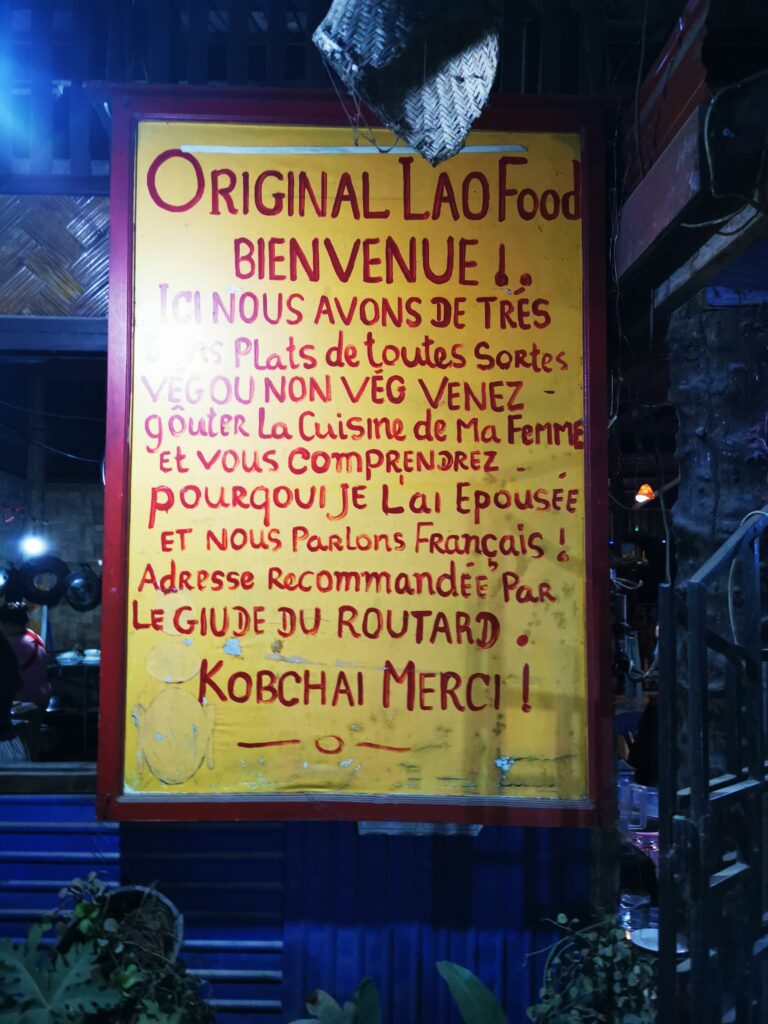 ORIGINAL LAO Food
BIENVENUE !.
ICI NOUS AVONS DE TRÉS
Plats de toutes Sortes
VÉG OU NON VÉG VENEZ -
gôuter La Cuisine de Ma FEMME
ET VOUS COMPRENDREZ - .
POURQOUI JE L'ai EPOUSÉE
ET NOUS Parlons Français !
Adresse Recommandée Par
LE GIUDE DU ROUTARD .
KOBCHAI MERCI !